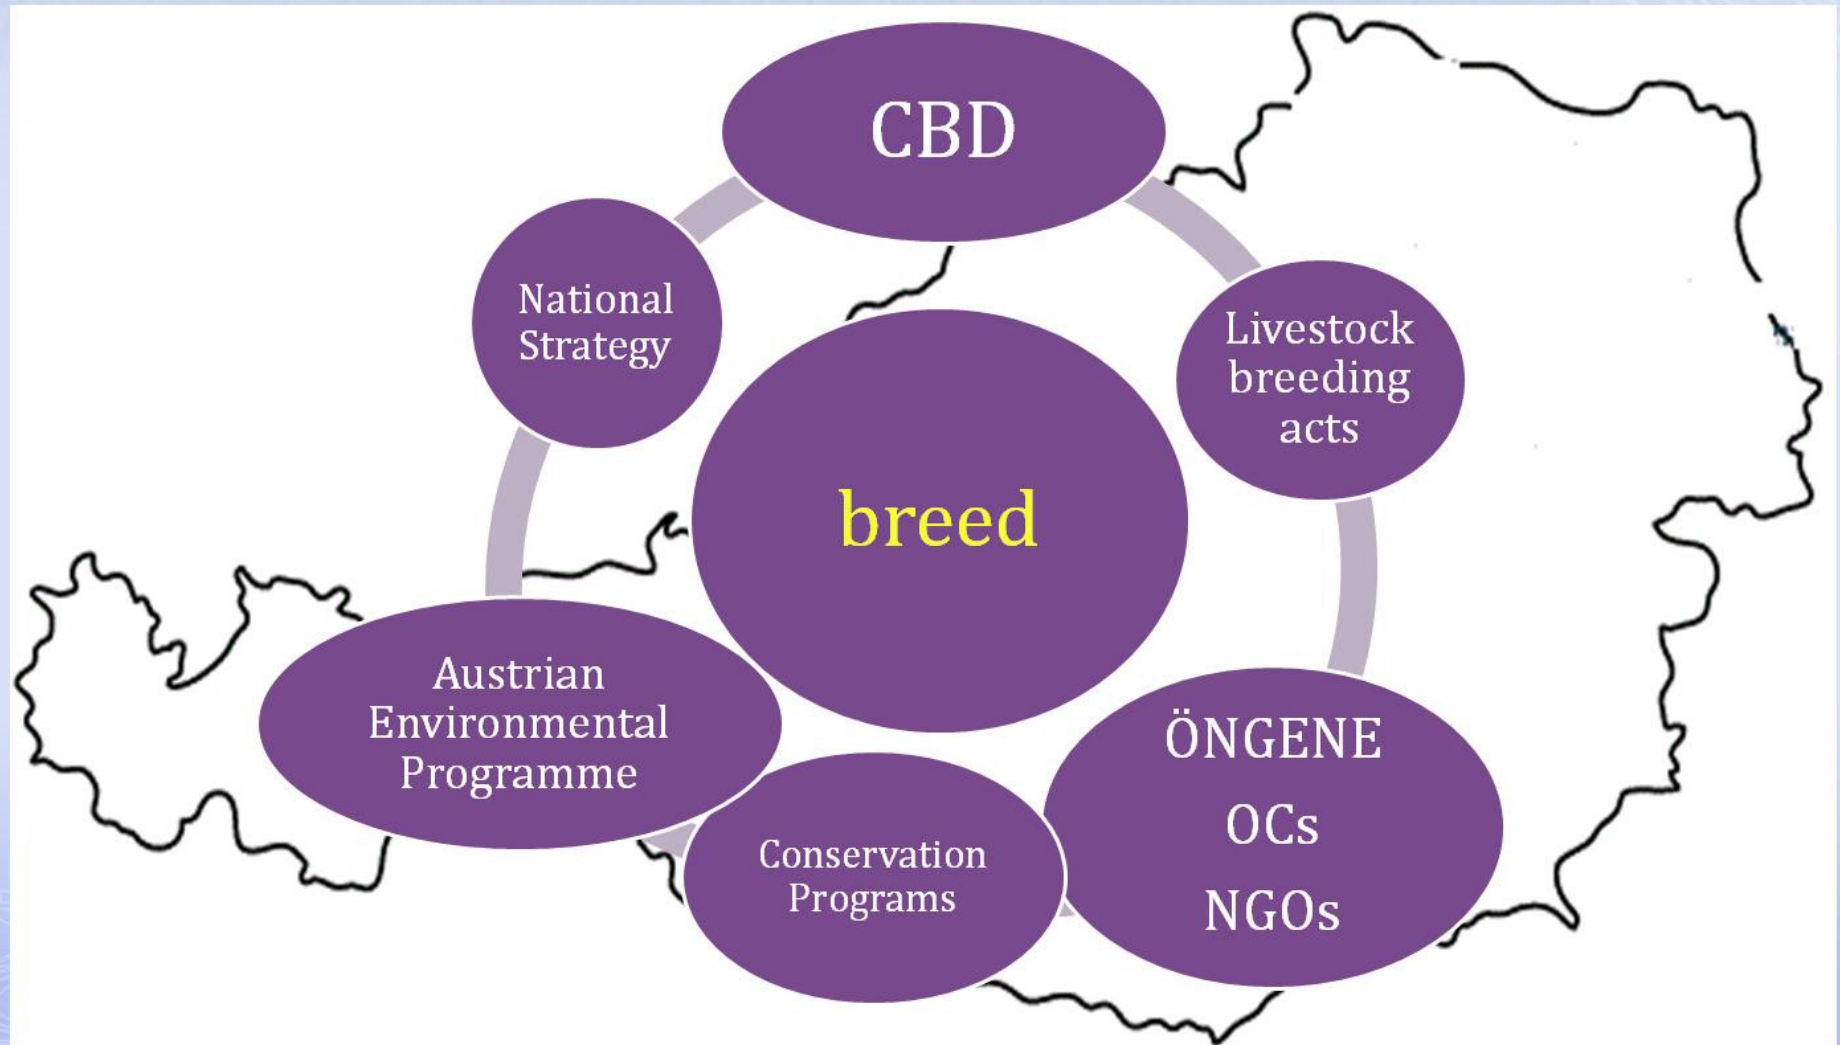 CBD
National
Strategy
Livestock
breeding
acts
breed
Austrian
Environmental
Programme
ÖNGENE
OCs
NGOs
Conservation
Programs